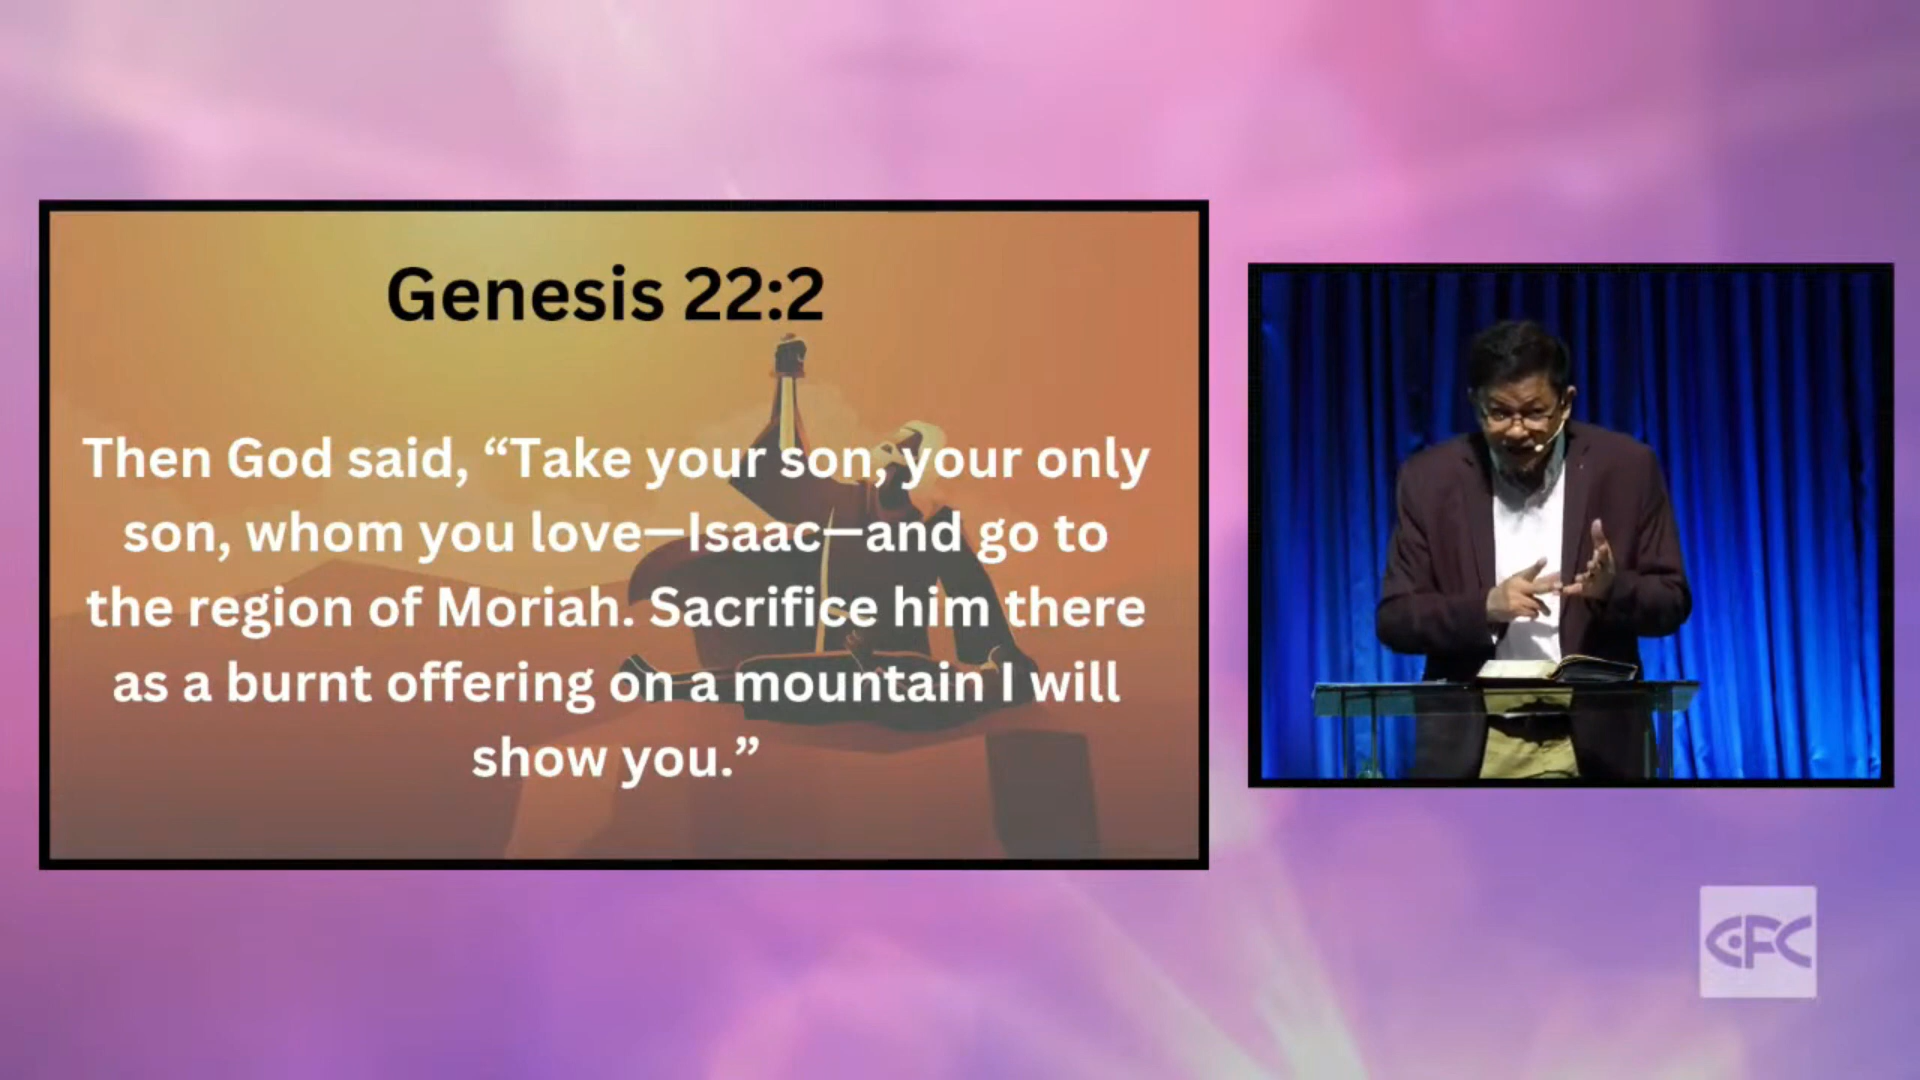 Genesis 22:2
Then God said, “Take your son, your only
son, whom you love—Isaac—and go to
the region of Moriah. Sacrifice him there
as a burnt offering on a mountain I will
show you.”
CFC